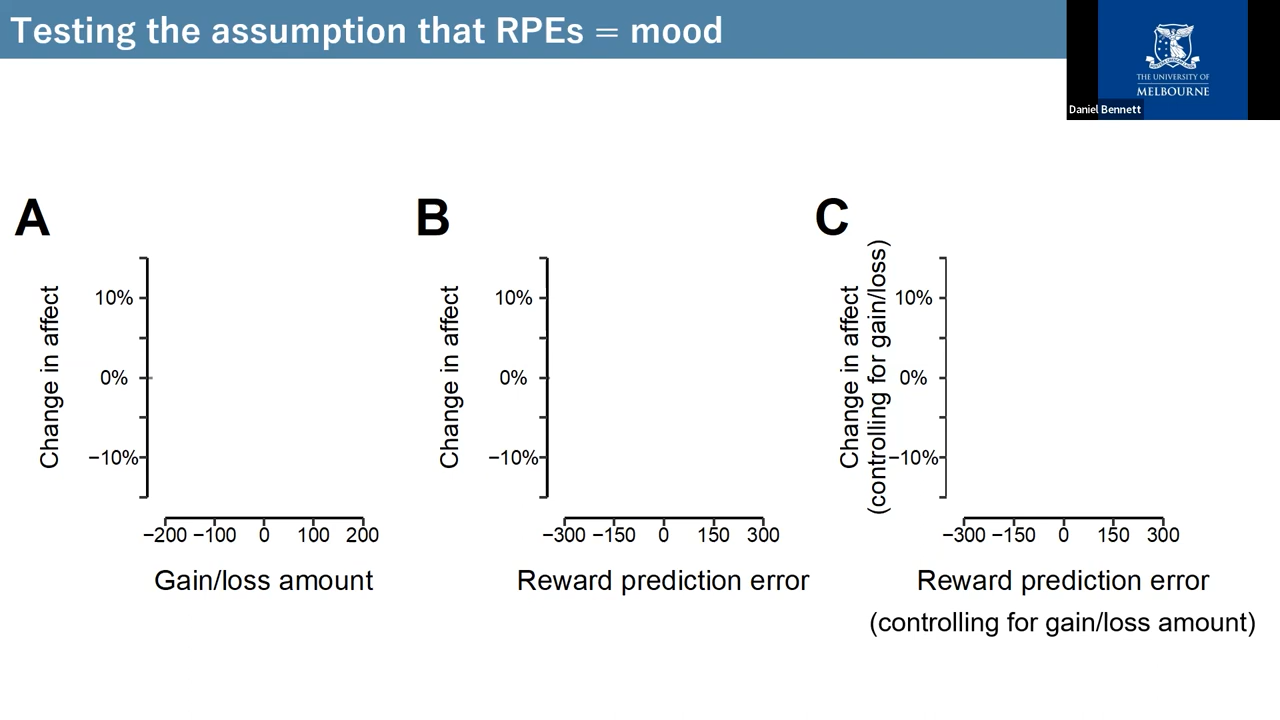 Testing the assumption that RPEs = mood
THE UNIVERSITY OF
MELBOURNE
Daniel Bennett
A
Change in affect
10%
0%
−10%
−200 −100 0 100 200
Gain/loss amount
B
Change in affect
10%
0%
−10%
−300 −150 0 150 300
Reward prediction error
C
Change in affect
(controlling for gain/loss)
10%
0%
−10%
−300 −150 0 150 300
Reward prediction error
(controlling for gain/loss amount)